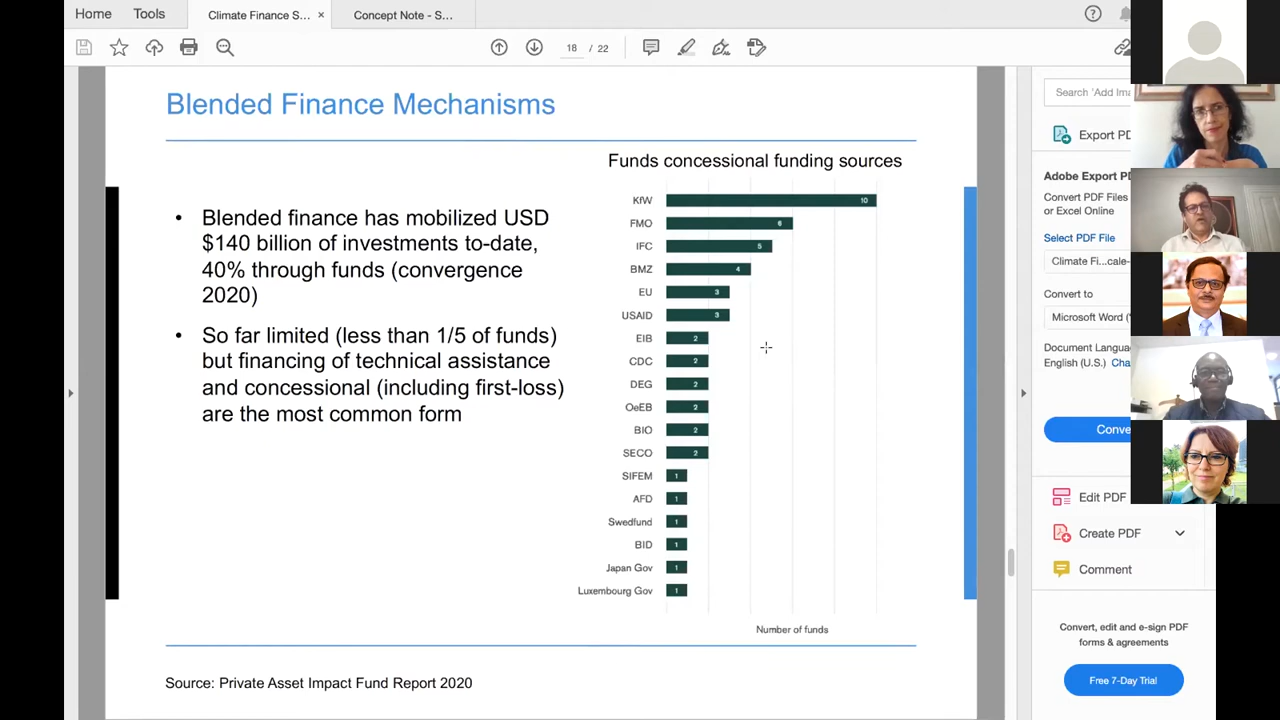 Home
Tools
Climate Finance S... ×
Concept Note - S...
18 / 22
Blended Finance Mechanisms
• Blended finance has mobilized USD
$140 billion of investments to-date,
40% through funds (convergence
2020)
• So far limited (less than 1/5 of funds)
but financing of technical assistance
and concessional (including first-loss)
are the most common form
Funds concessional funding sources
KfW 10
FMO 6
IFC 5
BMZ 4
EU 3
USAID 3
EIB 2
CDC 2
DEG 2
OeEB 2
BIO 2
SECO 2
SIFEM 1
AFD 1
Swedfund 1
BID 1
Japan Gov 1
Luxembourg Gov 1
Number of funds
Source: Private Asset Impact Fund Report 2020
Search 'Add Ima
Export PD
Adobe Export P
Convert PDF Files
or Excel Online
Select PDF File
Climate Fi...cale-
Convert to
Microsoft Word (
Document Langua
English (U.S.) Cha
Conve
Edit PDF
Create PDF
Comment
Convert, edit and e-sign PDF
forms & agreements
Free 7-Day Trial